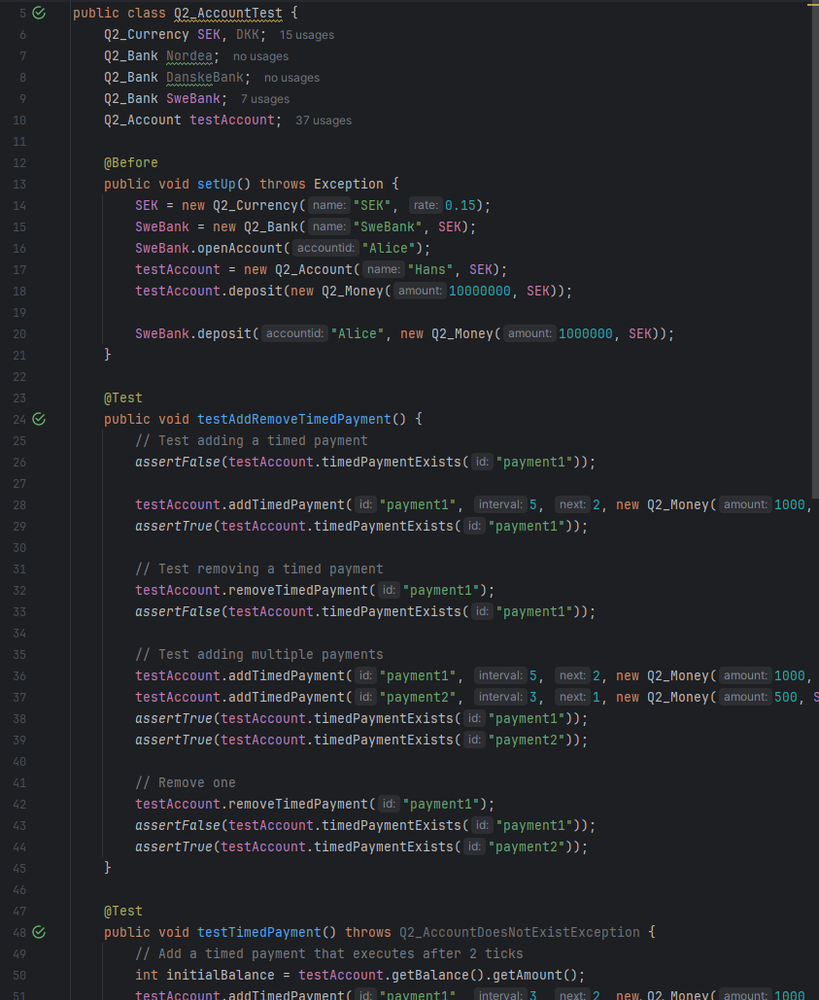 5 public class Q2_AccountTest {
6 Q2_Currency SEK, DKK; 15 usages
7 Q2_Bank Nordea; no usages
8 Q2_Bank DanskeBank; no usages
9 Q2_Bank SweBank; 7 usages
10 Q2_Account testAccount; 37 usages
11
12 @Before
13 public void setUp() throws Exception {
14 SEK = new Q2_Currency( name: "SEK", rate: 0.15);
15 SweBank = new Q2_Bank( name: "SweBank", SEK);
16 SweBank.openAccount( accountid: "Alice");
17 testAccount = new Q2_Account( name: "Hans", SEK);
18 testAccount.deposit(new Q2_Money( amount: 10000000, SEK));
19
20 SweBank.deposit( accountid: "Alice", new Q2_Money( amount: 1000000, SEK));
21 }
22
23 @Test
24 public void testAddRemoveTimedPayment() {
25 // Test adding a timed payment
26 assertFalse(testAccount.timedPaymentExists( id: "payment1"));
27
28 testAccount.addTimedPayment( id: "payment1", interval: 5, next: 2, new Q2_Money( amount: 1000,
29 assertTrue(testAccount.timedPaymentExists( id: "payment1"));
30
31 // Test removing a timed payment
32 testAccount.removeTimedPayment( id: "payment1");
33 assertFalse(testAccount.timedPaymentExists( id: "payment1"));
34
35 // Test adding multiple payments
36 testAccount.addTimedPayment( id: "payment1", interval: 5, next: 2, new Q2_Money( amount: 1000,
37 testAccount.addTimedPayment( id: "payment2", interval: 3, next: 1, new Q2_Money( amount: 500, S
38 assertTrue(testAccount.timedPaymentExists( id: "payment1"));
39 assertTrue(testAccount.timedPaymentExists( id: "payment2"));
40
41 // Remove one
42 testAccount.removeTimedPayment( id: "payment1");
43 assertFalse(testAccount.timedPaymentExists( id: "payment1"));
44 assertTrue(testAccount.timedPaymentExists( id: "payment2"));
45 }
46
47 @Test
48 public void testTimedPayment() throws Q2_AccountDoesNotExistException {
49 // Add a timed payment that executes after 2 ticks
50 int initialBalance = testAccount.getBalance().getAmount();
51 testAccount.addTimedPayment( id: "payment1", interval: 3, next: 2, new Q2_Money( amount: 1000